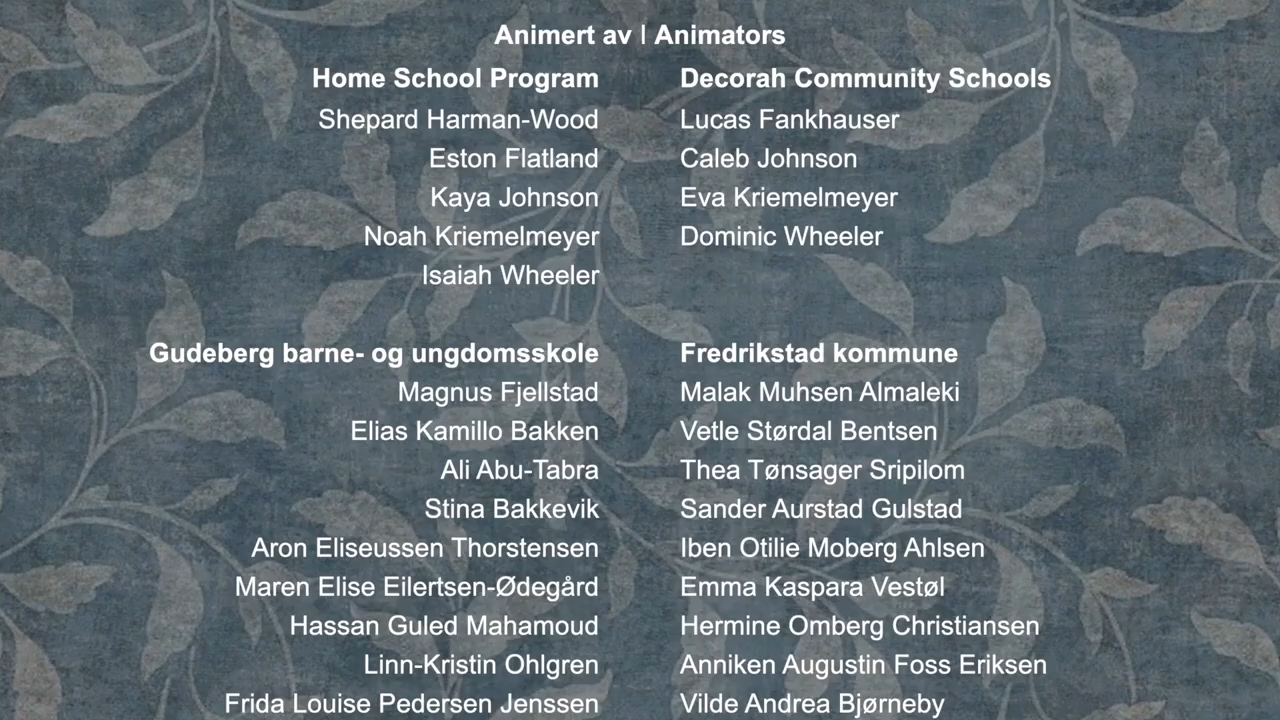 Animert av | Animators
Home School Program
Shepard Harman-Wood
Eston Flatland
Kaya Johnson
Noah Kriemelmeyer
Isaiah Wheeler
Decorah Community Schools
Lucas Fankhauser
Caleb Johnson
Eva Kriemelmeyer
Dominic Wheeler
Gudeberg barne- og ungdomsskole
Magnus Fjellstad
Elias Kamillo Bakken
Ali Abu-Tabra
Stina Bakkevik
Aron Eliseussen Thorstensen
Maren Elise Eilertsen-Ødegård
Hassan Guled Mahamoud
Linn-Kristin Ohlgren
Frida Louise Pedersen Jenssen
Fredrikstad kommune
Malak Muhsen Almaleki
Vetle Størdal Bentsen
Thea Tønsager Sripilom
Sander Aurstad Gulstad
Iben Otilie Moberg Ahlsen
Emma Kaspara Vestøl
Hermine Omberg Christiansen
Anniken Augustin Foss Eriksen
Vilde Andrea Bjørneby